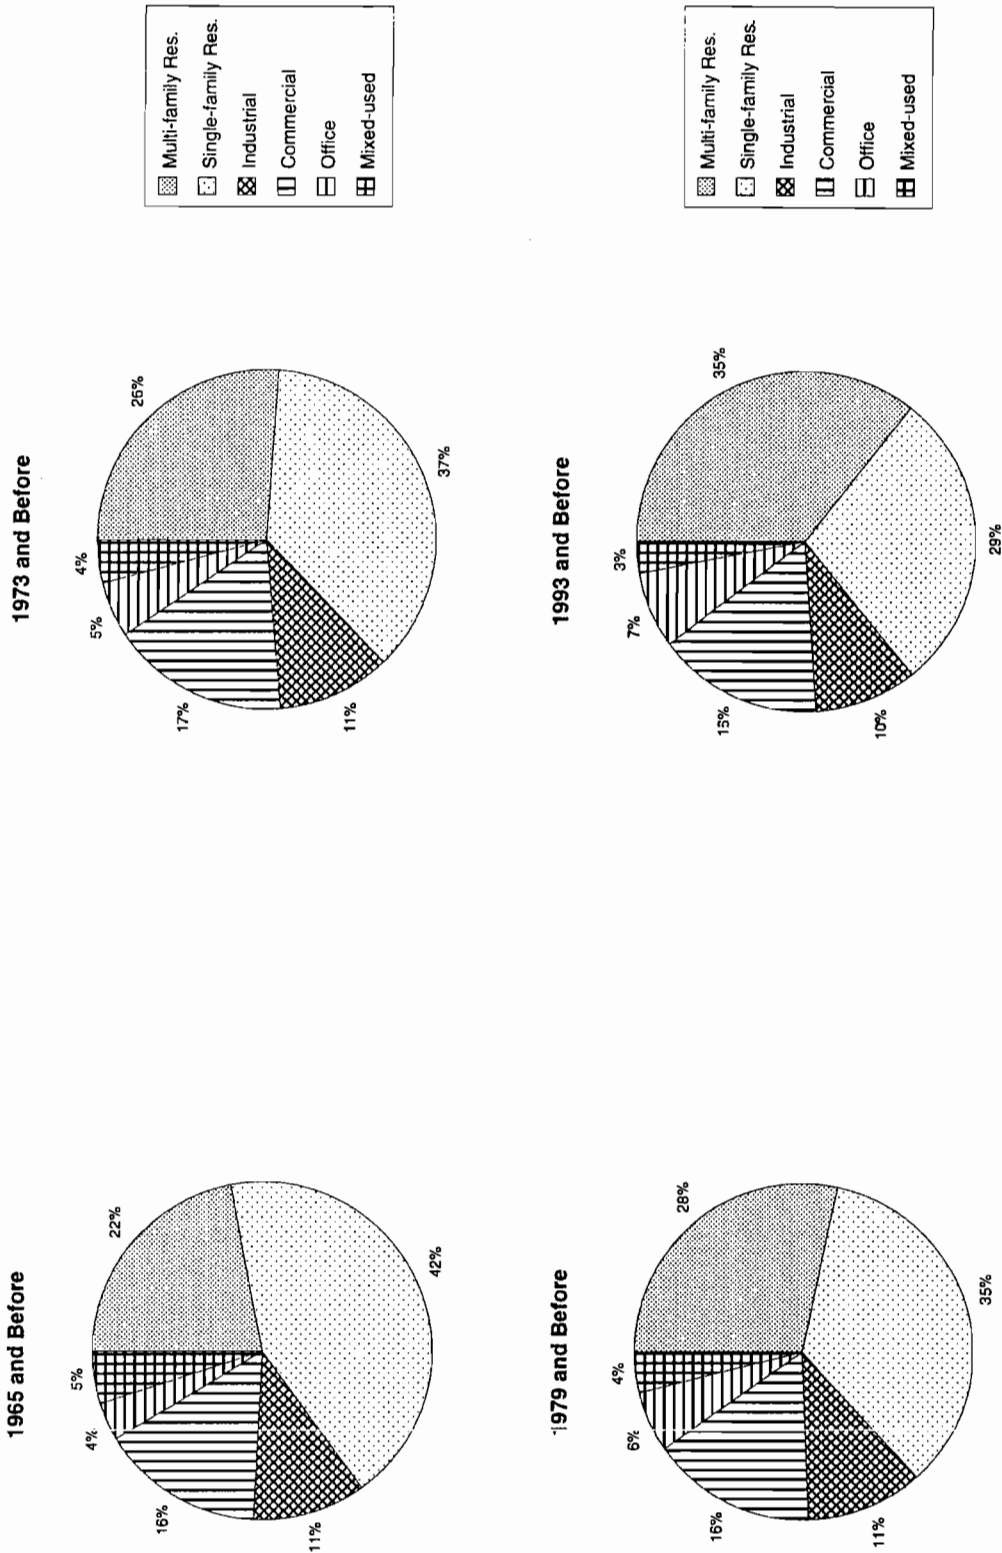 1965 and Before
5%
4%
22%
16%
11%
42%
1973 and Before
4%
5%
26%
17%
11%
37%
Multi-family Res.
Single-family Res.
Industrial
Commercial
Office
Mixed-used
1979 and Before
4%
6%
28%
16%
11%
35%
1993 and Before
3%
7%
35%
15%
10%
29%
Multi-family Res.
Single-family Res.
Industrial
Commercial
Office
Mixed-used